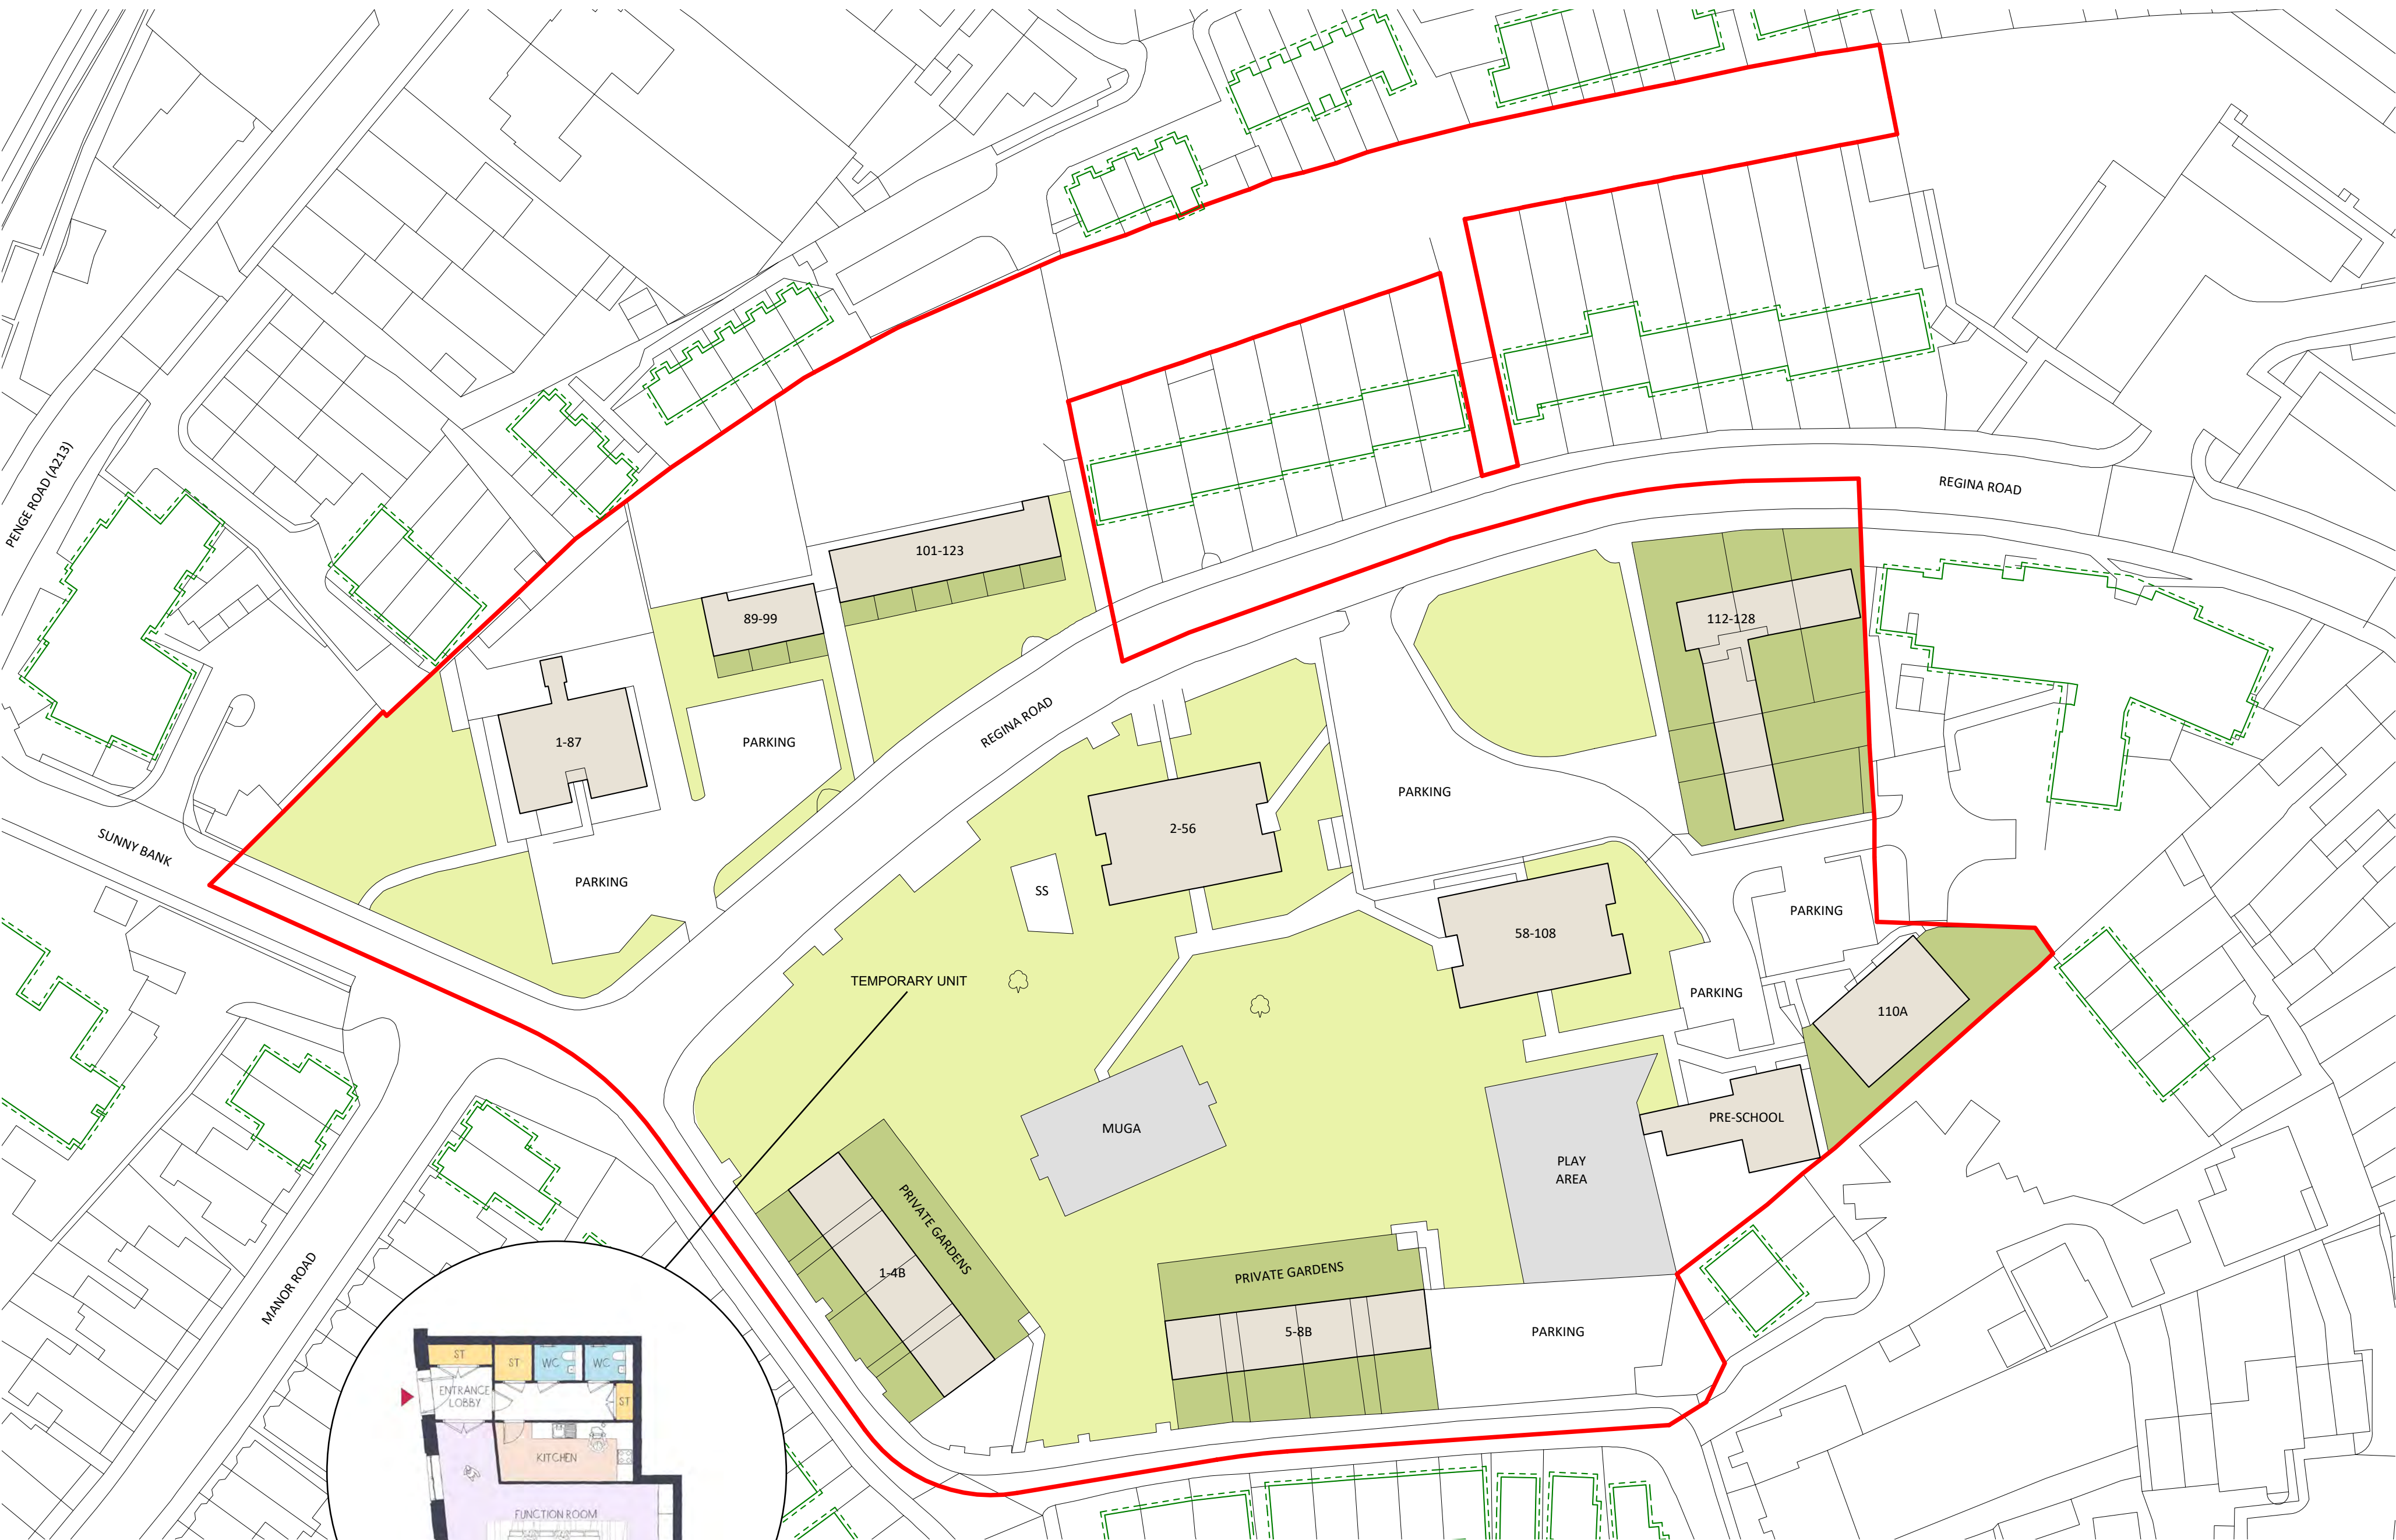 PENGE ROAD (A213)
REGINA ROAD
101-123
89-99
112-128
1-87
PARKING
REGINA ROAD
PARKING
2-56
SUNNY BANK
PARKING
SS
PARKING
58-108
TEMPORARY UNIT
PARKING
110A
MUGA
PRE-SCHOOL
PLAY
AREA
PRIVATE GARDENS
1-4B
PRIVATE GARDENS
5-8B
PARKING
MANOR ROAD
ST
ST
WC
WC
ENTRANCE
LOBBY
ST
KITCHEN
FUNCTION ROOM